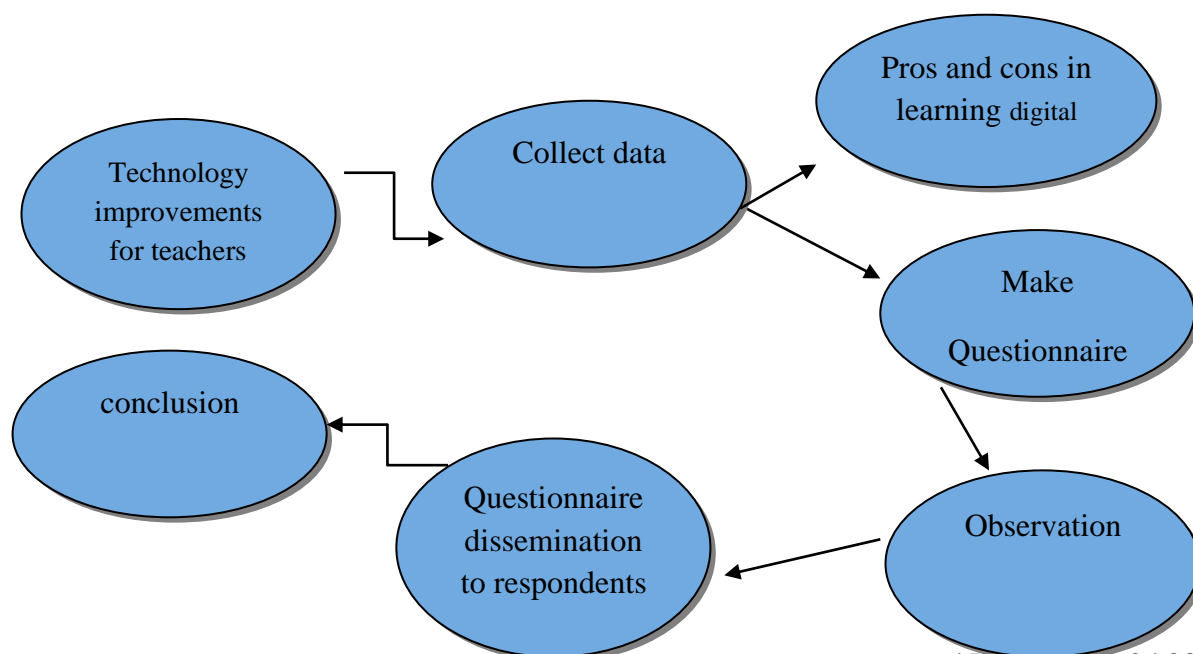 Technology
improvements
for teachers
Collect data
Pros and cons in
learning digital
Make
Questionnaire
Observation
Questionnaire
dissemination
to respondents
conclusion